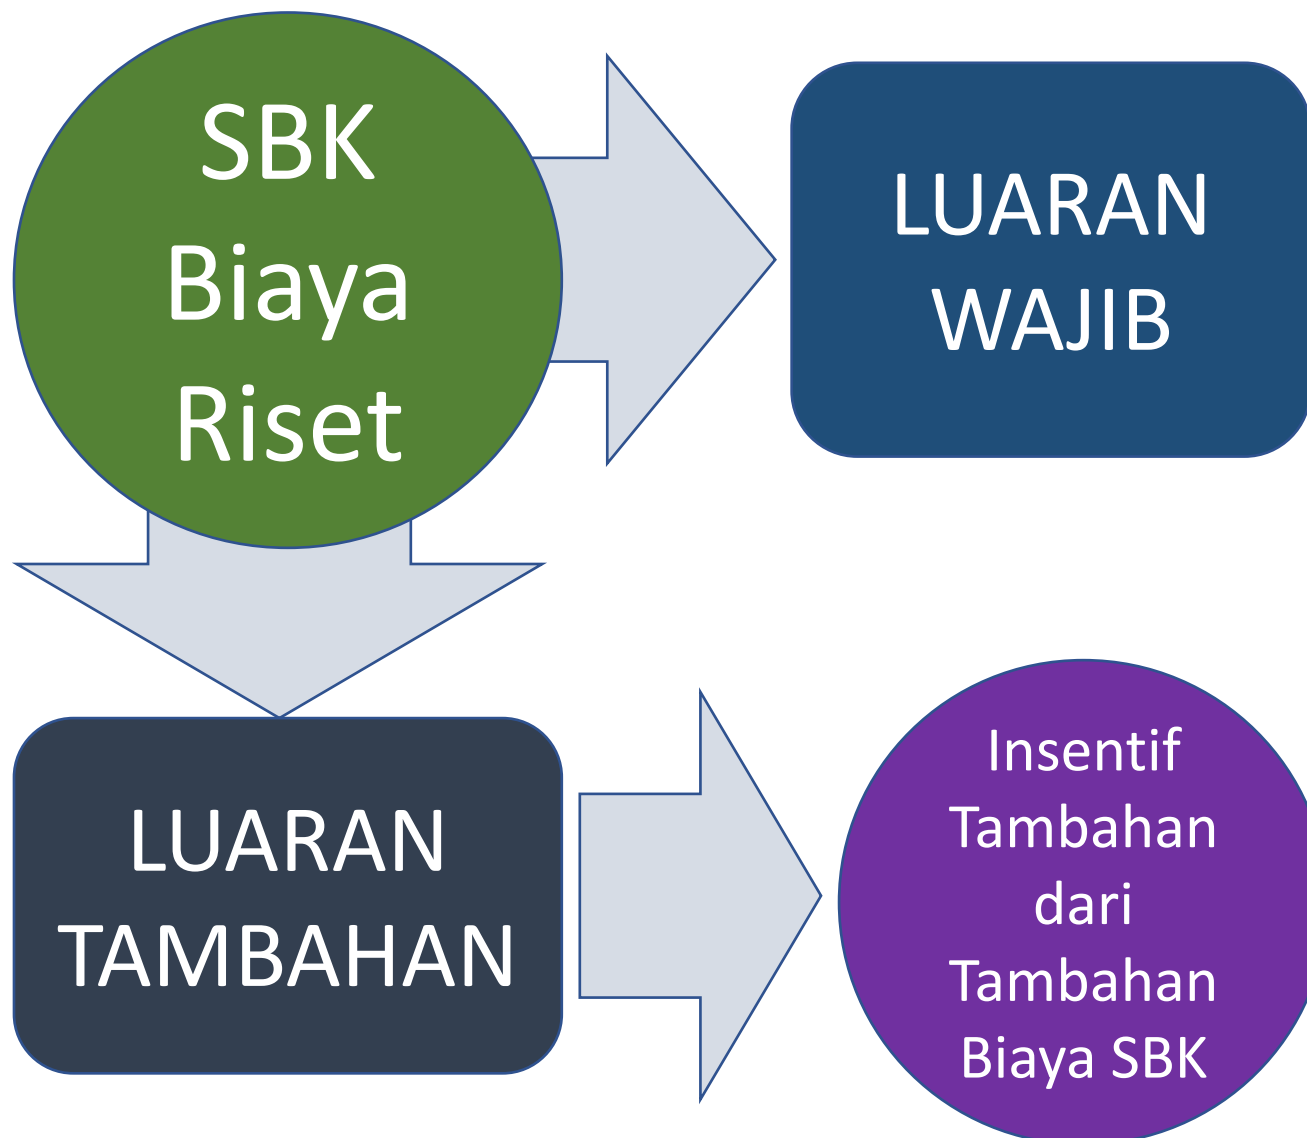 SBK
Biaya
Riset
LUARAN
WAJIB
LUARAN
TAMBAHAN
Insentif
Tambahan
dari
Tambahan
Biaya SBK